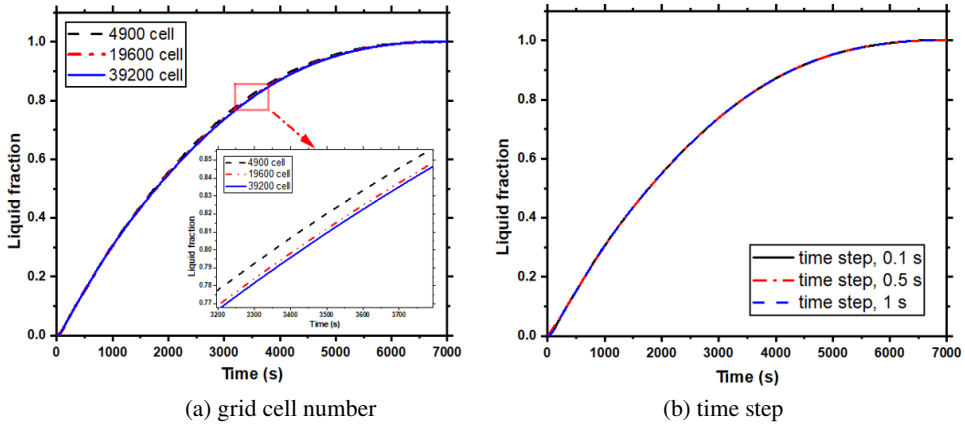 4900 cell
19600 cell
39200 cell
Liquid fraction
1.0
0.8
0.6
0.4
0.2
0.0
0 1000 2000 3000 4000 5000 6000 7000
Time (s)
4900 cell
19600 cell
39200 cell
Liquid fraction
0.85
0.84
0.83
0.82
0.81
0.80
0.79
0.78
0.77
3200 3300 3400 3500 3600 3700
Time (s)
(a) grid cell number
Liquid fraction
1.0
0.8
0.6
0.4
0.2
0.0
time step, 0.1 s
time step, 0.5 s
time step, 1 s
0 1000 2000 3000 4000 5000 6000 7000
Time (s)
(b) time step